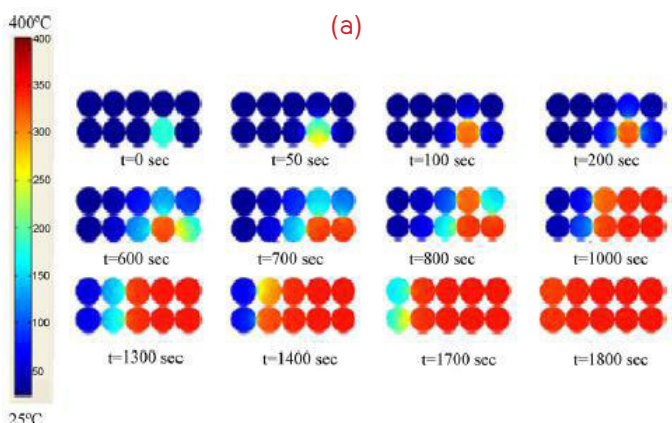 400°C
(a)
400
350
300
250
200
150
100
50
25°C
t=0 sec
t=50 sec
t=100 sec
t=200 sec
t=600 sec
t=700 sec
t=800 sec
t=1000 sec
t=1300 sec
t=1400 sec
t=1700 sec
t=1800 sec